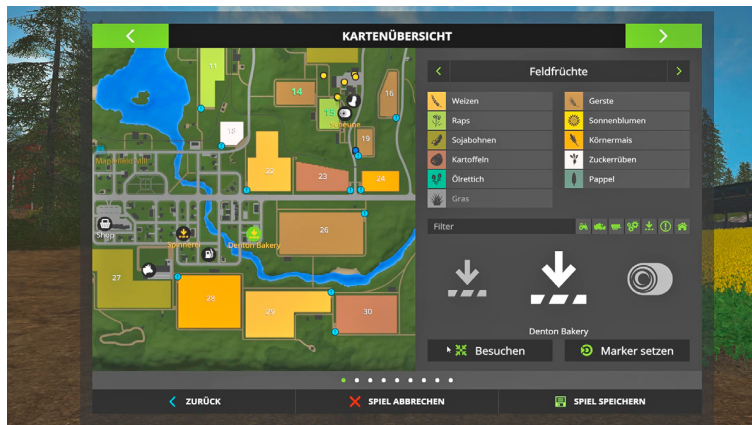 KARTENÜBERSICHT
Feldfrüchte
Weizen
Gerste
Raps
Sonnenblumen
Sojabohnen
Körnermais
Kartoffeln
Zuckerrüben
Ölrettich
Pappel
Gras
Filter
11
14
16
15
Scheune
18
19
22
23
24
Shop
Spinnerei
Denton Bakery
26
27
28
29
30
Denton Bakery
Besuchen
Marker setzen
ZURÜCK
SPIEL ABBRECHEN
SPIEL SPEICHERN